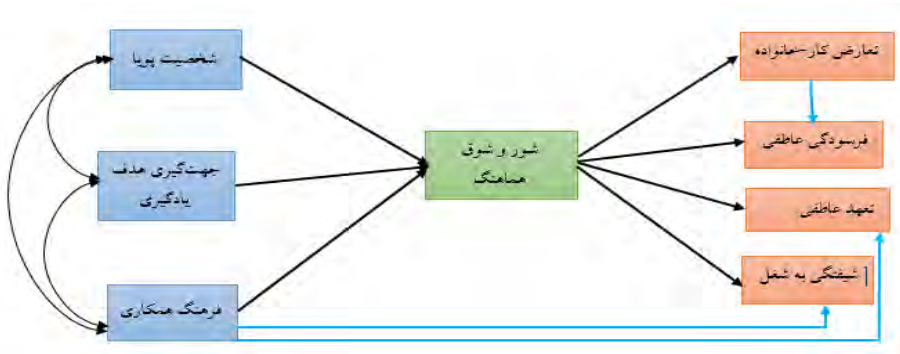 شخصیت پویا
جهت‌گیری هدف
یادگیری
فرهنگ همکاری
شور و شوق
هماهنگ
تعارض کار-خانواده
فرسودگی عاطفی
تعهد عاطفی
شیفتگی به شغل